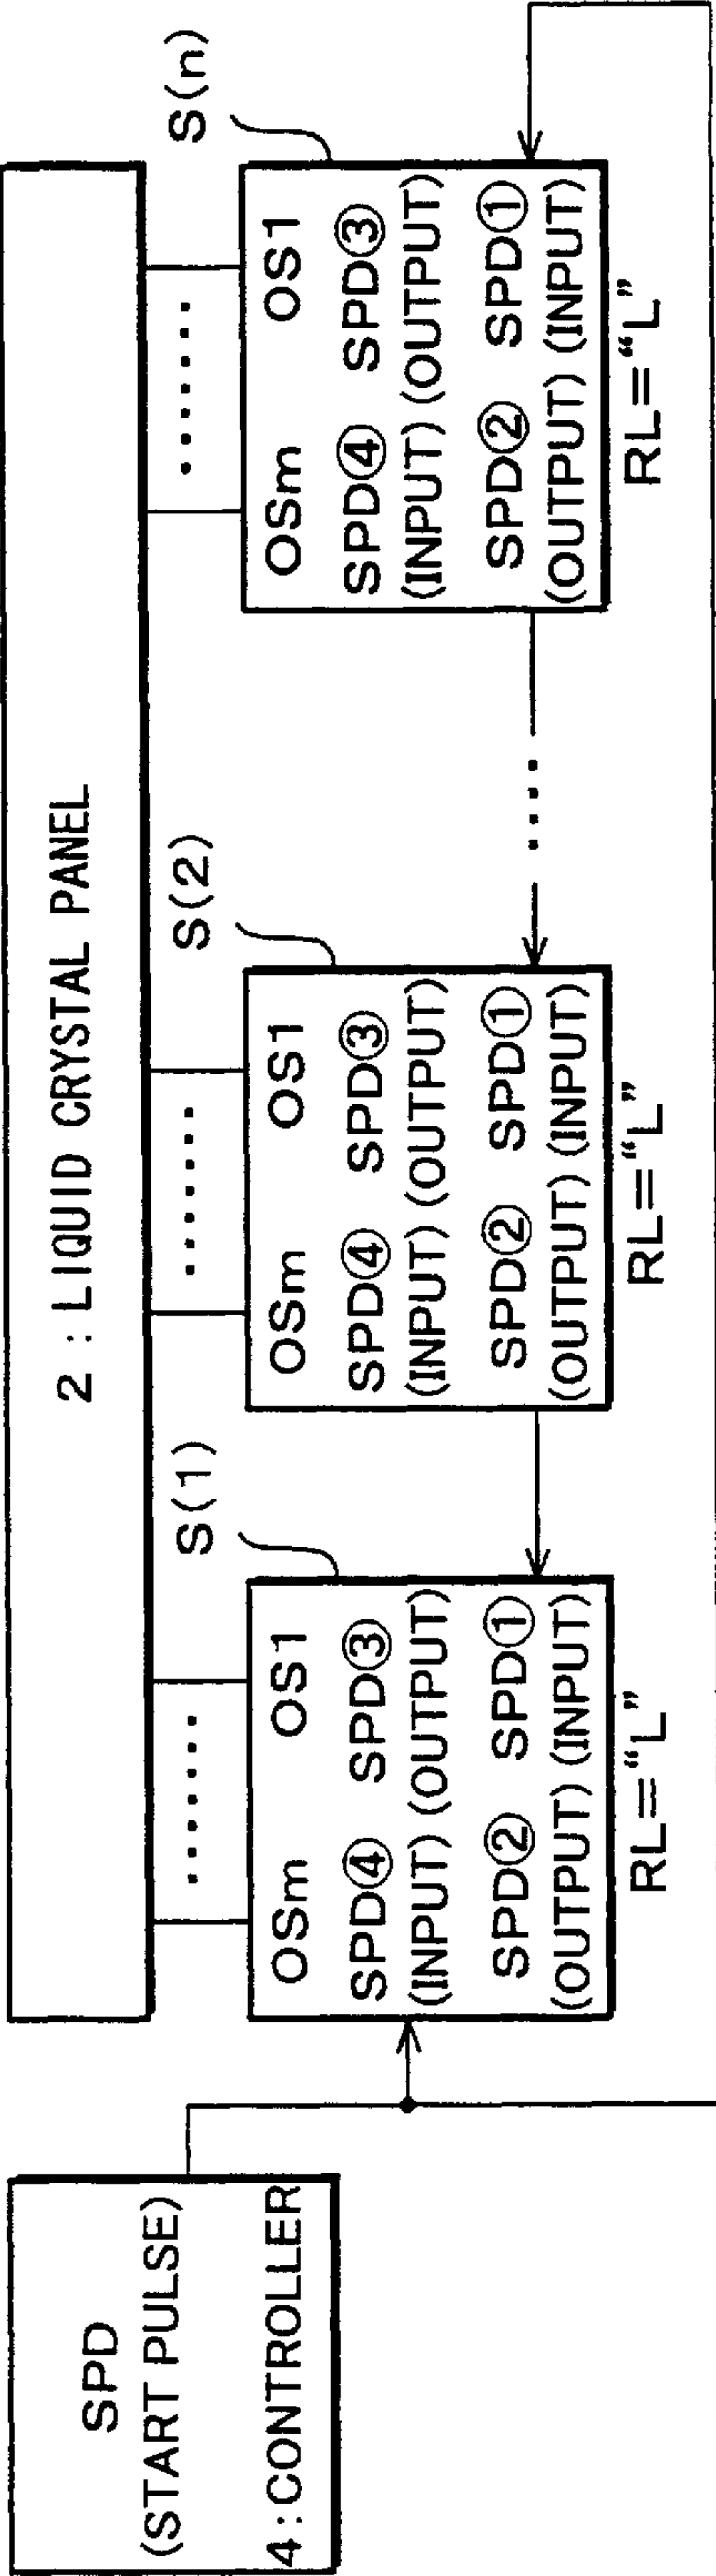 2 : LIQUID CRYSTAL PANEL
S(1)
S(2)
S(n)
SPD
(START PULSE)
4 : CONTROLLER
OSm OS1
SPD④ SPD③
(INPUT) (OUTPUT)
SPD② SPD①
(OUTPUT) (INPUT)
RL=“L”
OSm OS1
SPD④ SPD③
(INPUT) (OUTPUT)
SPD② SPD①
(OUTPUT) (INPUT)
RL=“L”
OSm OS1
SPD④ SPD③
(INPUT) (OUTPUT)
SPD② SPD①
(OUTPUT) (INPUT)
RL=“L”